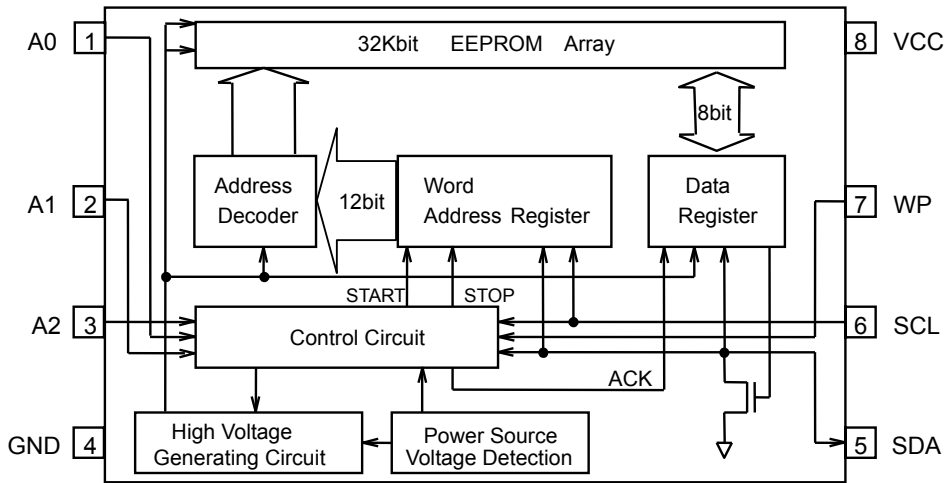 A0 1 32Kbit EEPROM Array 8 VCC
8bit
A1 2 Address Decoder 12bit Word Address Register Data Register 7 WP
START STOP
A2 3 Control Circuit 6 SCL
ACK
GND 4 High Voltage Generating Circuit Power Source Voltage Detection 5 SDA